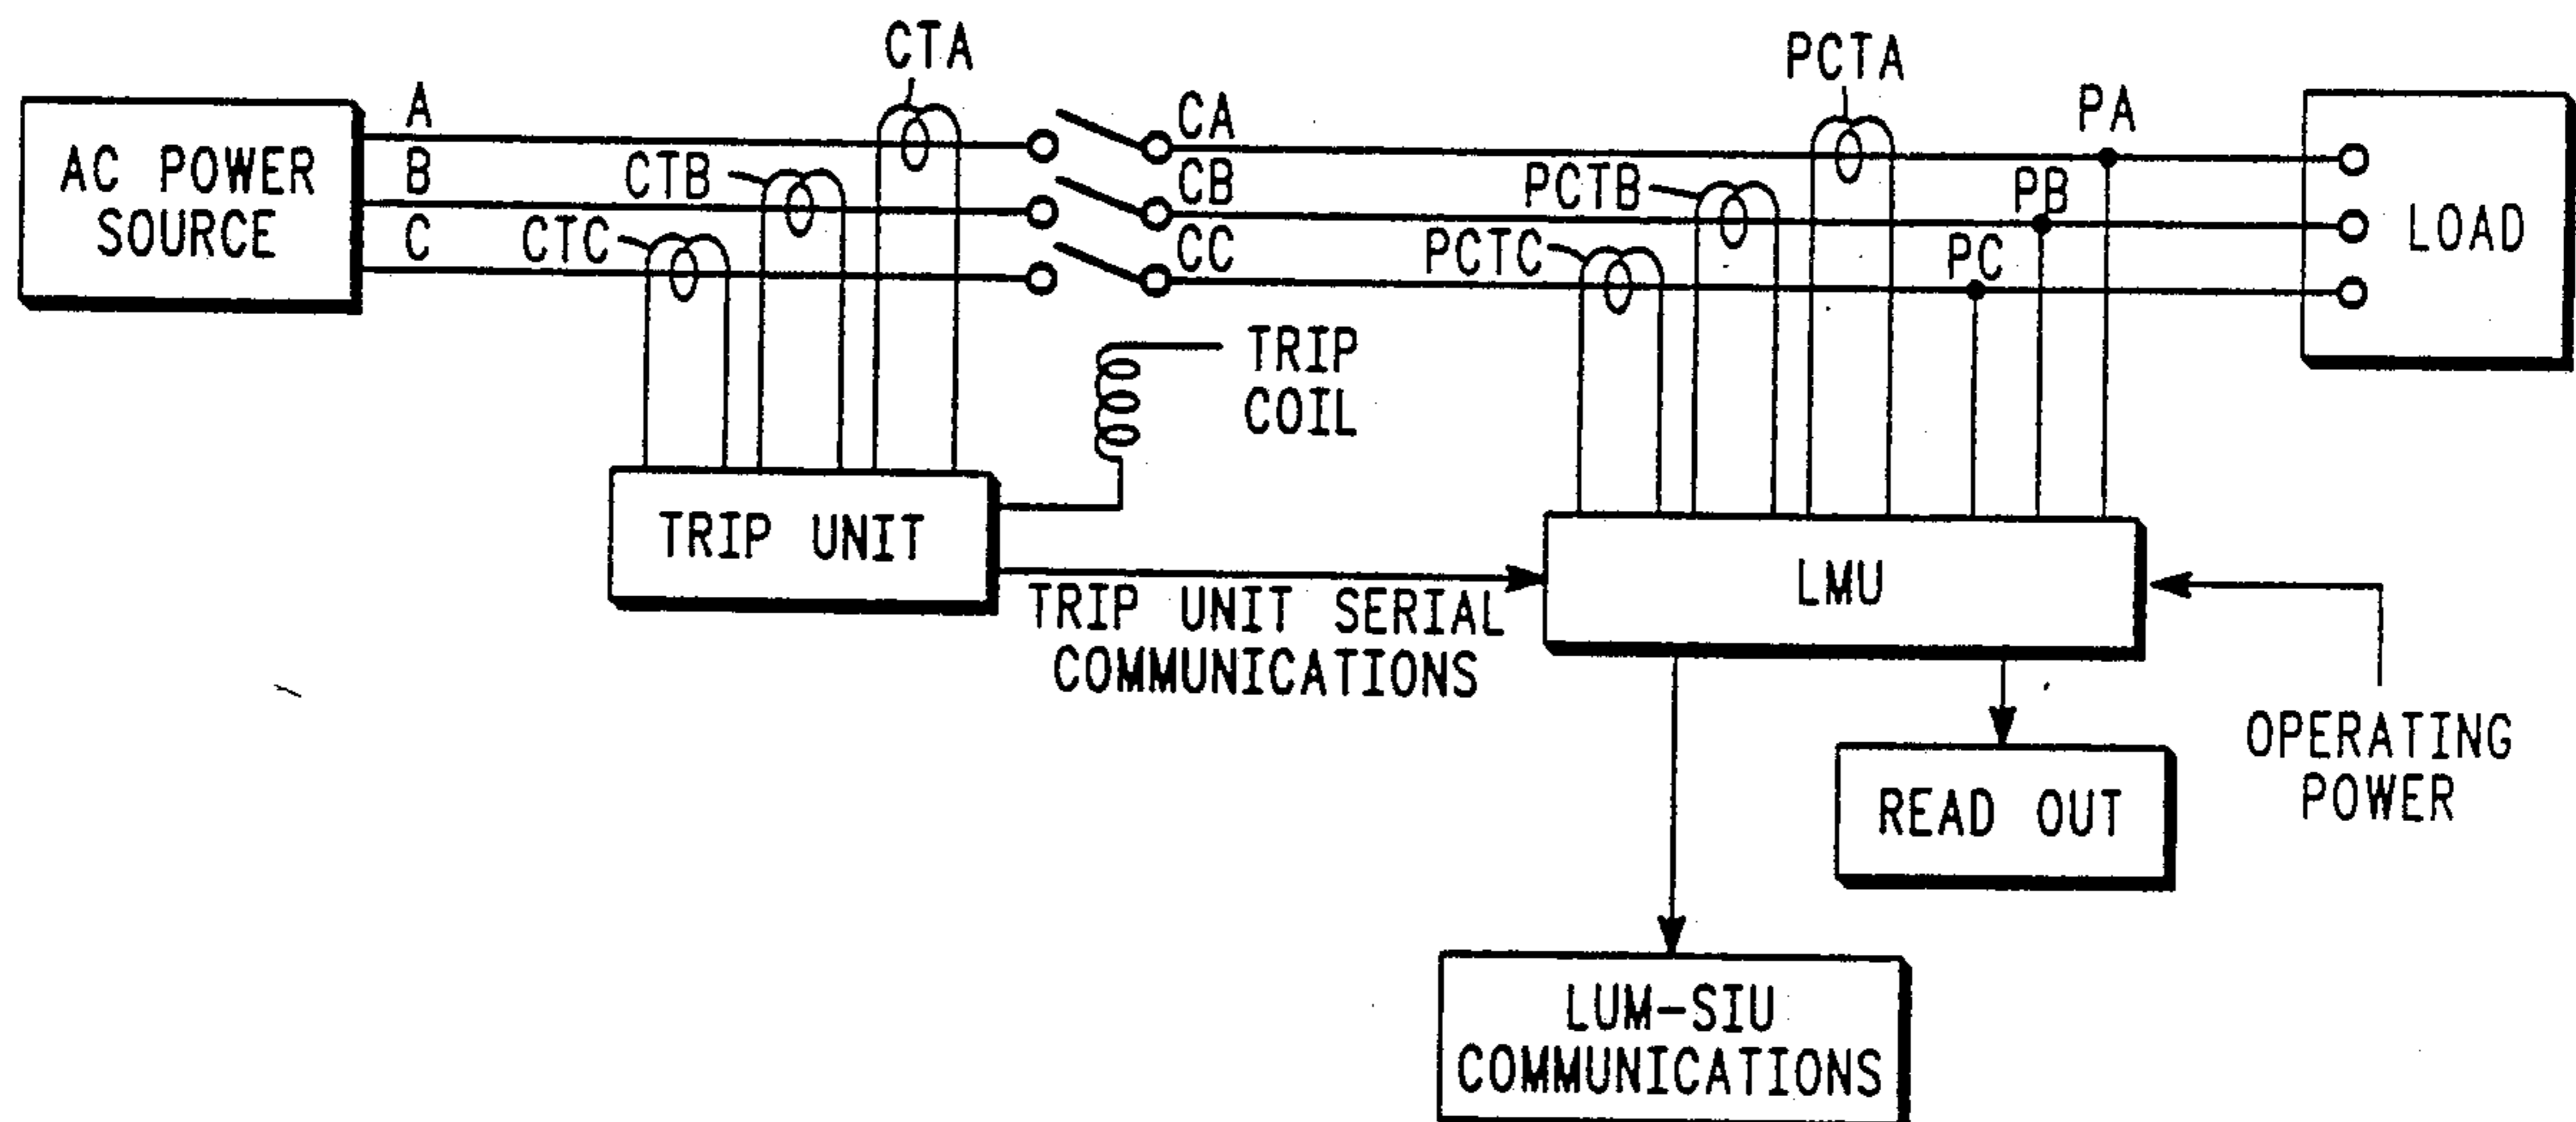 CTA
PCTA
A
CA
PA
AC POWER
SOURCE
B
CTB
CB
PCTB
PB
LOAD
C
CTC
CC
PCTC
PC
TRIP
COIL
TRIP UNIT
LMU
TRIP UNIT SERIAL
COMMUNICATIONS
OPERATING
POWER
READ OUT
LUM-SIU
COMMUNICATIONS